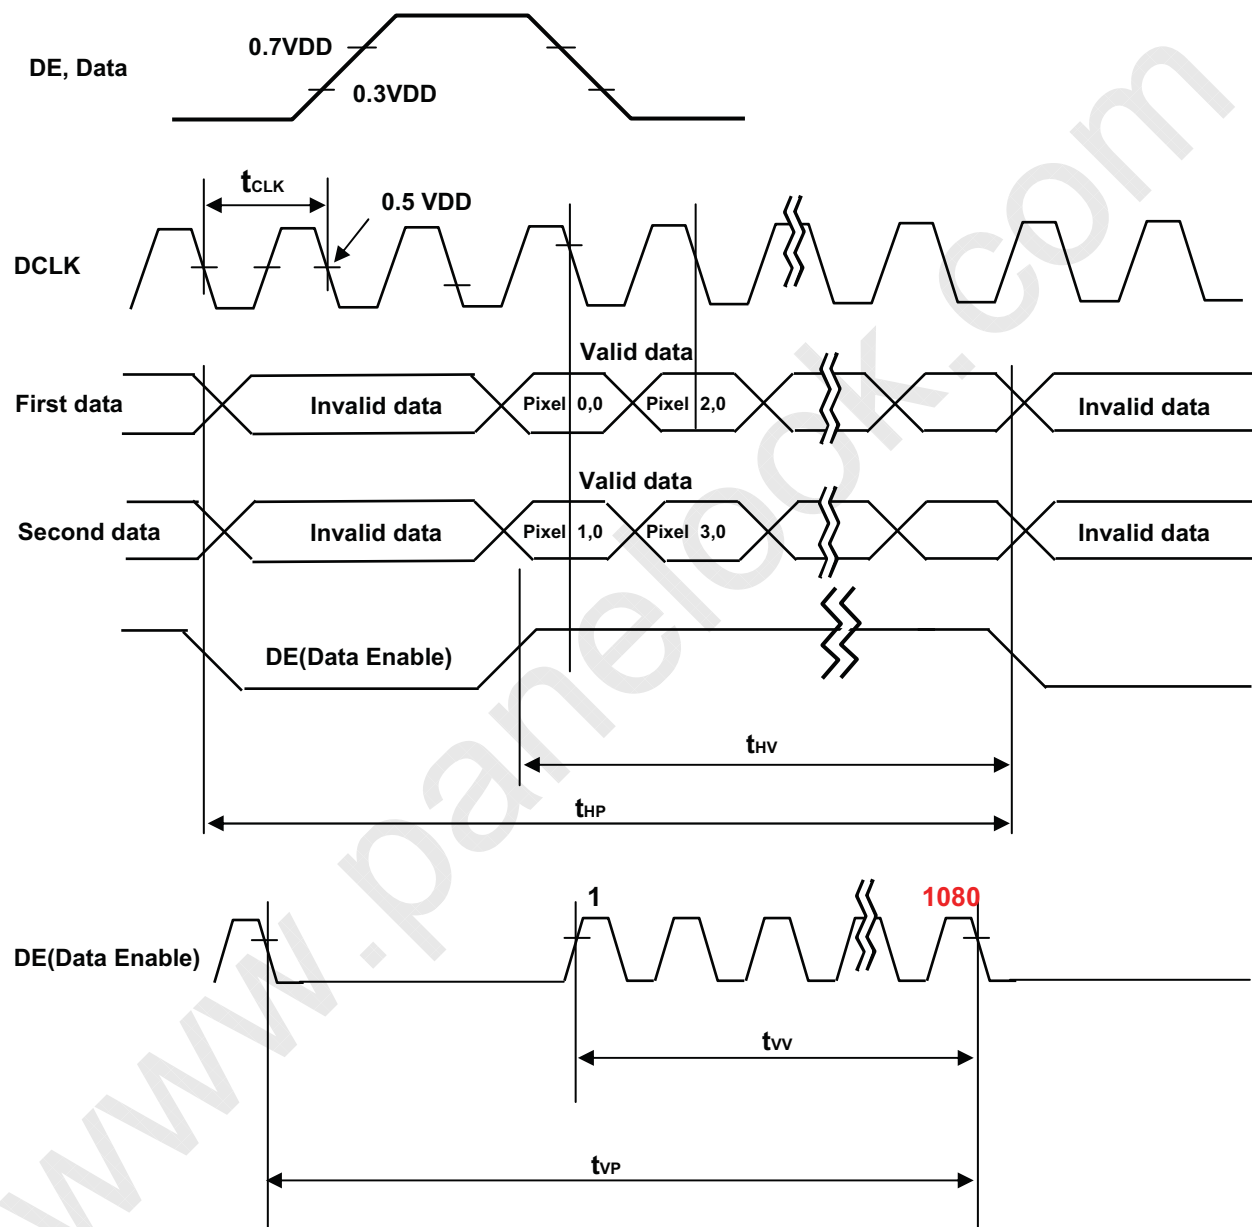 0.7VDD
DE, Data
0.3VDD
tCLK
0.5 VDD
DCLK
Valid data
First data
Invalid data
Pixel 0,0
Pixel 2,0
Invalid data
Valid data
Second data
Invalid data
Pixel 1,0
Pixel 3,0
Invalid data
DE(Data Enable)
tHV
tHP
1
1080
DE(Data Enable)
tVV
tVP
www.panelook.com